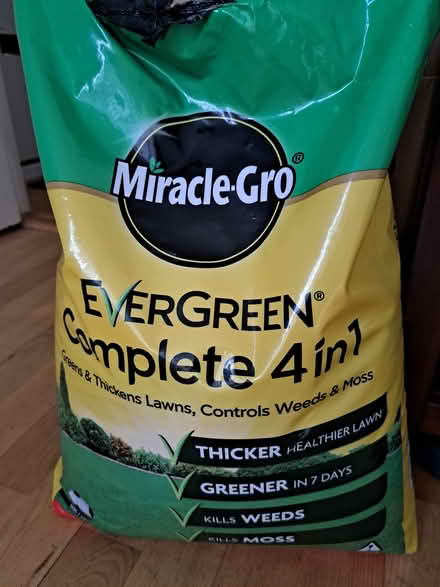 Miracle-Gro®
EVERGREEN®
Complete 4 in 1
Greens & Thickens Lawns, Controls Weeds & Moss
THICKER HEALTHIER LAWN
GREENER IN 7 DAYS
KILLS WEEDS
KILLS MOSS